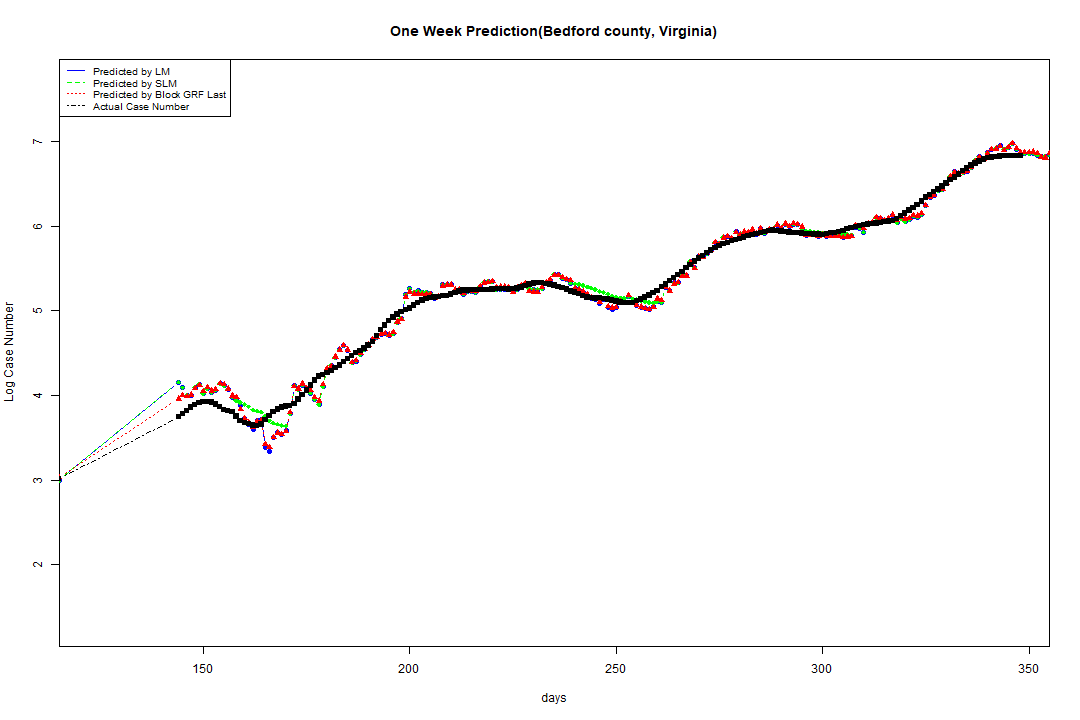 One Week Prediction(Bedford county, Virginia)
Predicted by LM
Predicted by SLM
Predicted by Block GRF Last
Actual Case Number
7
6
5
4
3
2
Log Case Number
150 200 250 300 350
days